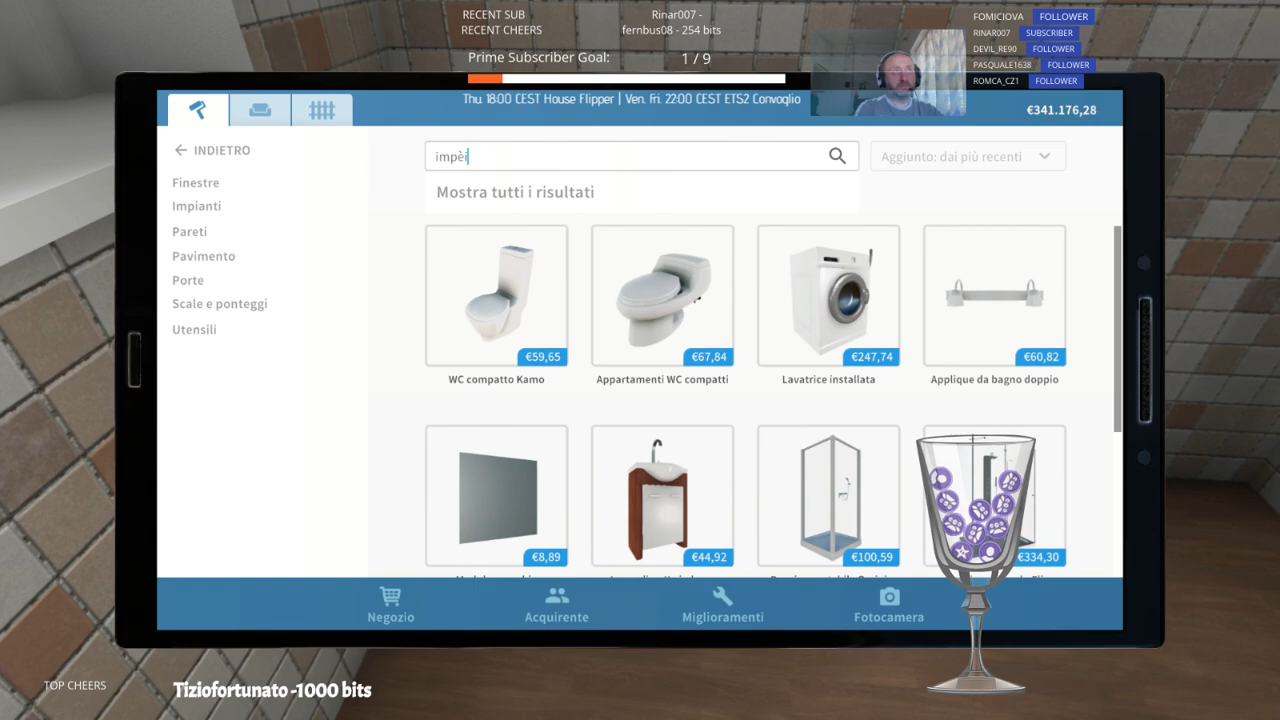 RECENT SUB
Rinar007 -
RECENT CHEERS
fernbus08 - 254 bits
Prime Subscriber Goal:
1 / 9
FOMICIOVA FOLLOWER
RINAR007 SUBSCRIBER
DEVIL_RE90 FOLLOWER
PASQUALE1638 FOLLOWER
ROMCA_CZ1 FOLLOWER
Thu 18:00 CEST House Flipper | Ven. Fri. 22:00 CEST ETS2 Convoglio
€341.176,28
INDIETRO
Finestre
Impianti
Pareti
Pavimento
Porte
Scale e ponteggi
Utensili
impèi
Aggiunto: dai più recenti
Mostra tutti i risultati
€59,65
€67,84
€247,74
€60,82
WC compatto Kamo
Appartamenti WC compatti
Lavatrice installata
Applique da bagno doppio
€8,89
€44,92
€100,59
€334,30
Negozio
Acquirente
Miglioramenti
Fotocamera
TOP CHEERS
Tiziofortunato -1000 bits